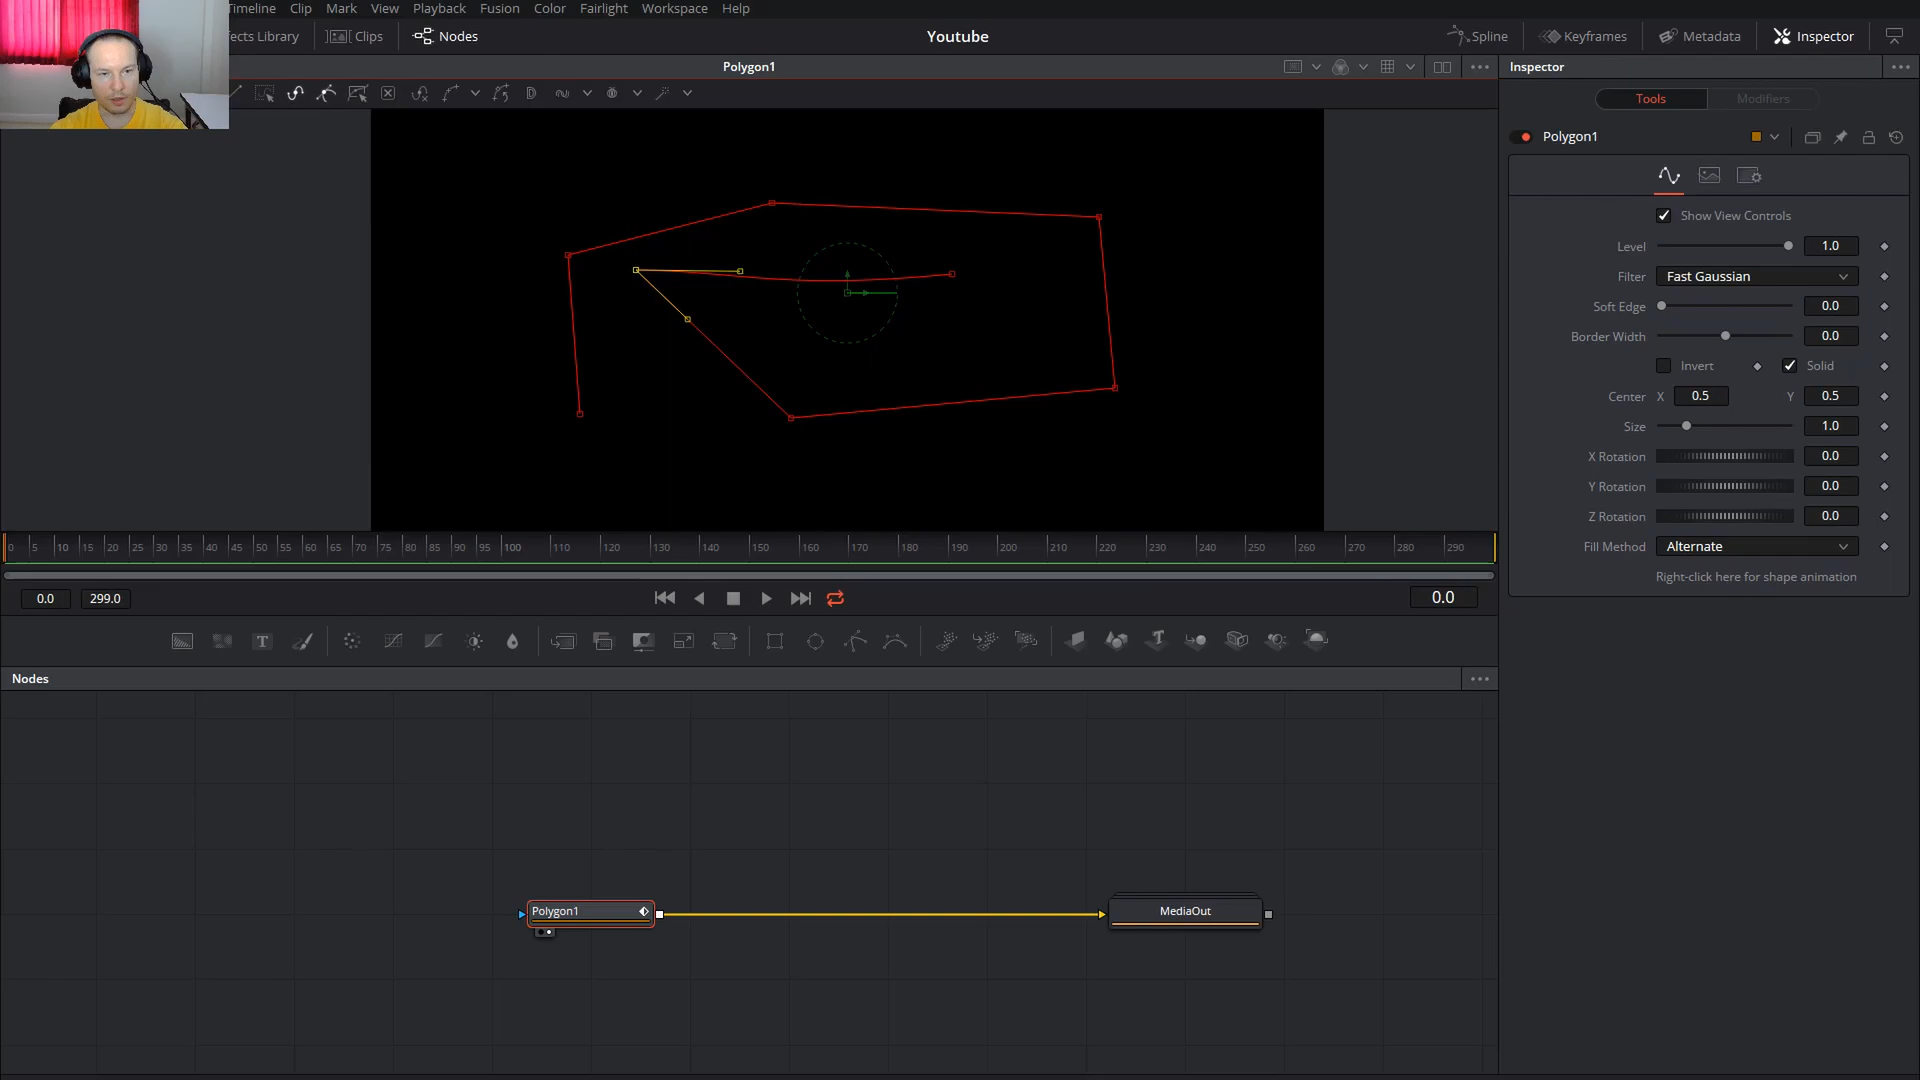 Timeline Clip Mark View Playback Fusion Color Fairlight Workspace Help
fects Library Clips Nodes Youtube Spline Keyframes Metadata Inspector
Polygon1
Inspector
Tools Modifiers
Polygon1
Show View Controls
Level 1.0
Filter Fast Gaussian
Soft Edge 0.0
Border Width 0.0
Invert Solid
Center X 0.5 Y 0.5
Size 1.0
X Rotation 0.0
Y Rotation 0.0
Z Rotation 0.0
Fill Method Alternate
Right-click here for shape animation
0 5 10 15 20 25 30 35 40 45 50 55 60 65 70 75 80 85 90 95 100 110 120 130 140 150 160 170 180 190 200 210 220 230 240 250 260 270 280 290
0.0 299.0 0.0
T T
Nodes
Polygon1 MediaOut